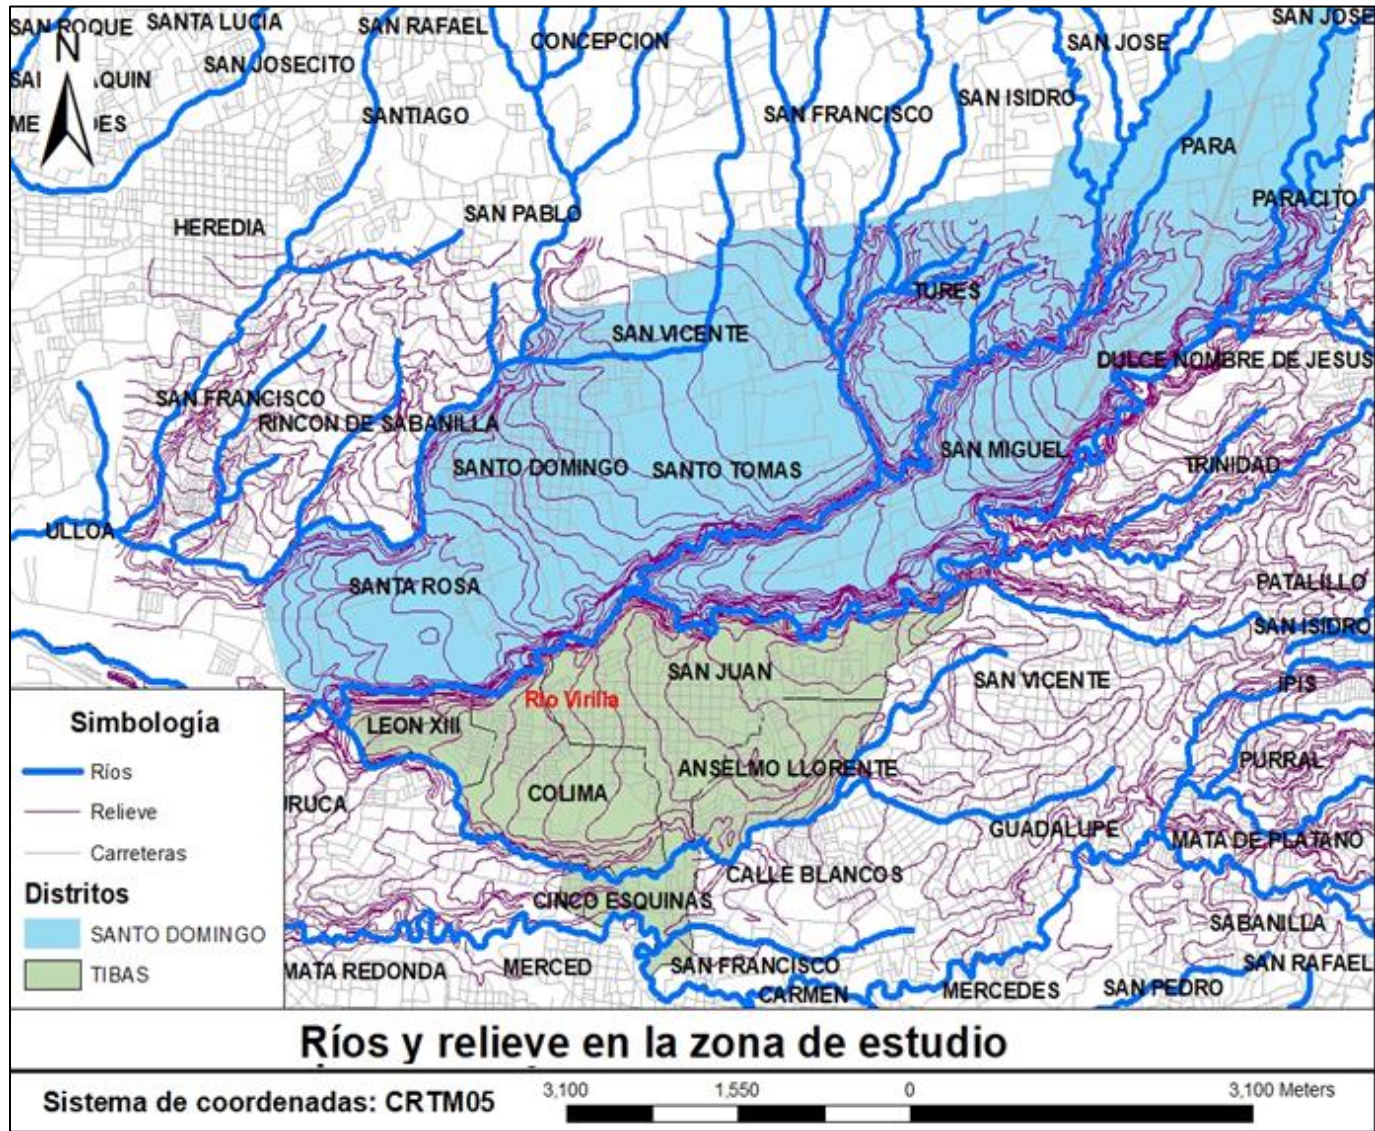 SAN ROQUE
SANTA LUCIA
SAN RAFAEL
CONCEPCION
SAN JOSE
SAN JOSE
N
SAN JOSECITO
QUIN
SAN ISIDRO
SANTIAGO
SAN FRANCISCO
PARA
PARACITO
SAN PABLO
HEREDIA
TURES
SAN VICENTE
DULCE NOMBRE DE JESUS
SAN FRANCISCO
RINCON DE SABANILLA
SAN MIGUEL
SANTO DOMINGO
SANTO TOMAS
TRINIDAD
ULLOA
SANTA ROSA
PATALILLO
SAN ISIDRO
SAN JUAN
SAN VICENTE
IPIS
Río Virilla
LEON XIII
PURRAL
ANSELMO LLORENTE
COLIMA
URUCA
GUADALUPE
MATA DE PLATANO
CALLE BLANCOS
CINCO ESQUINAS
SABANILLA
MATA REDONDA
MERCED
SAN FRANCISCO
SAN RAFAEL
CARMEN
MERCEDES
SAN PEDRO
Simbología
Ríos
Relieve
Carreteras
Distritos
SANTO DOMINGO
TIBAS
Ríos y relieve en la zona de estudio
Sistema de coordenadas: CRTM05
3,100 1,550 0 3,100 Meters